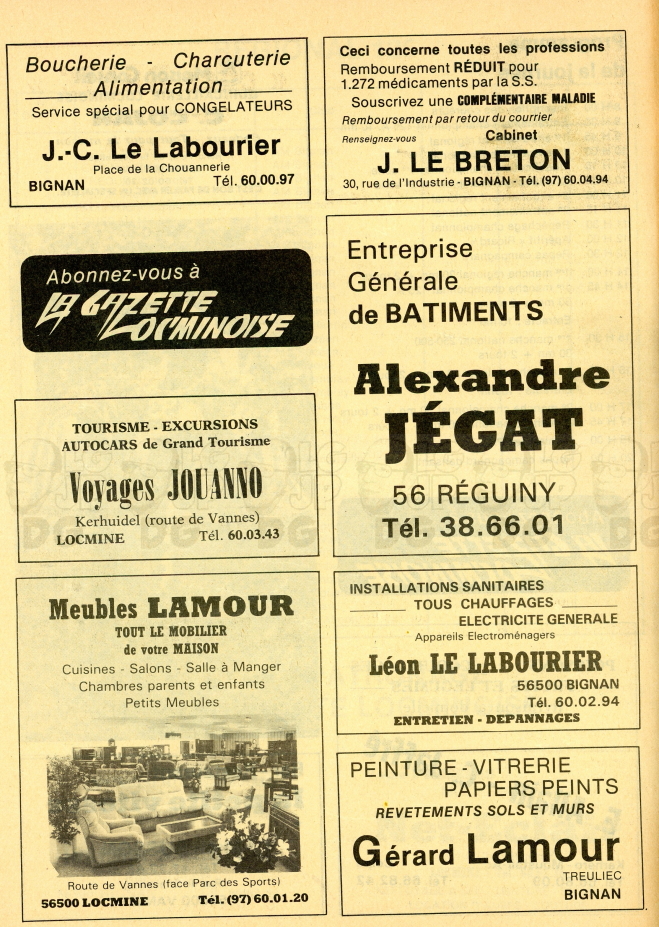 Boucherie - Charcuterie
Alimentation
Service spécial pour CONGELATEURS
J.-C. Le Labourier
Place de la Chouannerie
BIGNAN Tél. 60.00.97
Ceci concerne toutes les professions
Remboursement RÉDUIT pour
1.272 médicaments par la S.S.
Souscrivez une COMPLÉMENTAIRE MALADIE
Remboursement par retour du courrier
Renseignez-vous Cabinet
J. LE BRETON
30, rue de l'Industrie - BIGNAN - Tél. (97) 60.04.94
Abonnez-vous à
LA GAZETTE
LOCMINOISE
Entreprise
Générale
de BATIMENTS
Alexandre
JÉGAT
56 RÉGUINY
Tél. 38.66.01
TOURISME - EXCURSIONS
AUTOCARS de Grand Tourisme
Voyages JOUANNO
Kerhuidel (route de Vannes)
LOCMINE Tél. 60.03.43
Meubles LAMOUR
TOUT LE MOBILIER
de votre MAISON
Cuisines - Salons - Salle à Manger
Chambres parents et enfants
Petits Meubles
Route de Vannes (face Parc des Sports)
56500 LOCMINE Tél. (97) 60.01.20
INSTALLATIONS SANITAIRES
TOUS CHAUFFAGES
ELECTRICITE GENERALE
Appareils Electroménagers
Léon LE LABOURIER
56500 BIGNAN
Tél. 60.02.94
ENTRETIEN - DEPANNAGES
PEINTURE - VITRERIE
PAPIERS PEINTS
REVETEMENTS SOLS ET MURS
Gérard Lamour
TREULIEC
BIGNAN